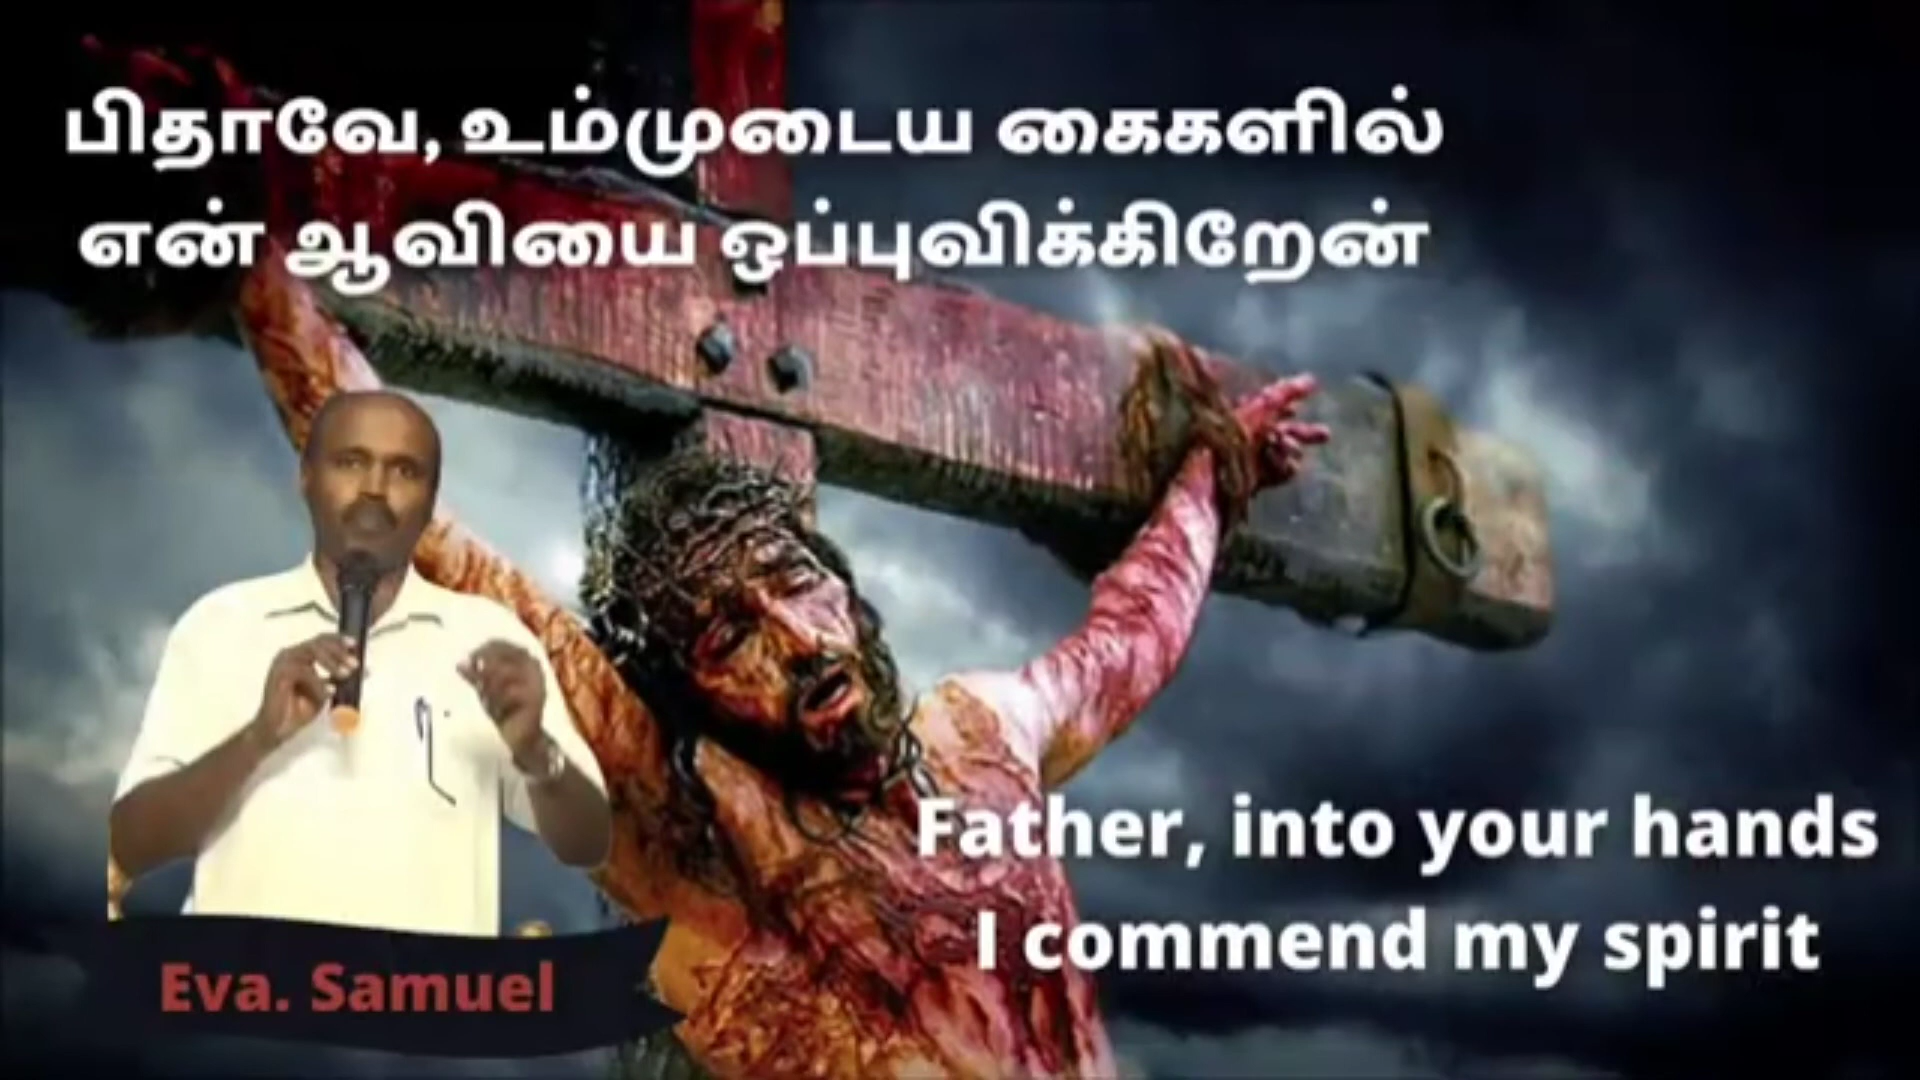 பிதாவே, உம்முடைய கைகளில்
என் ஆவியை ஒப்புவிக்கிறேன்
Father, into your hands
I commend my spirit
Eva. Samuel